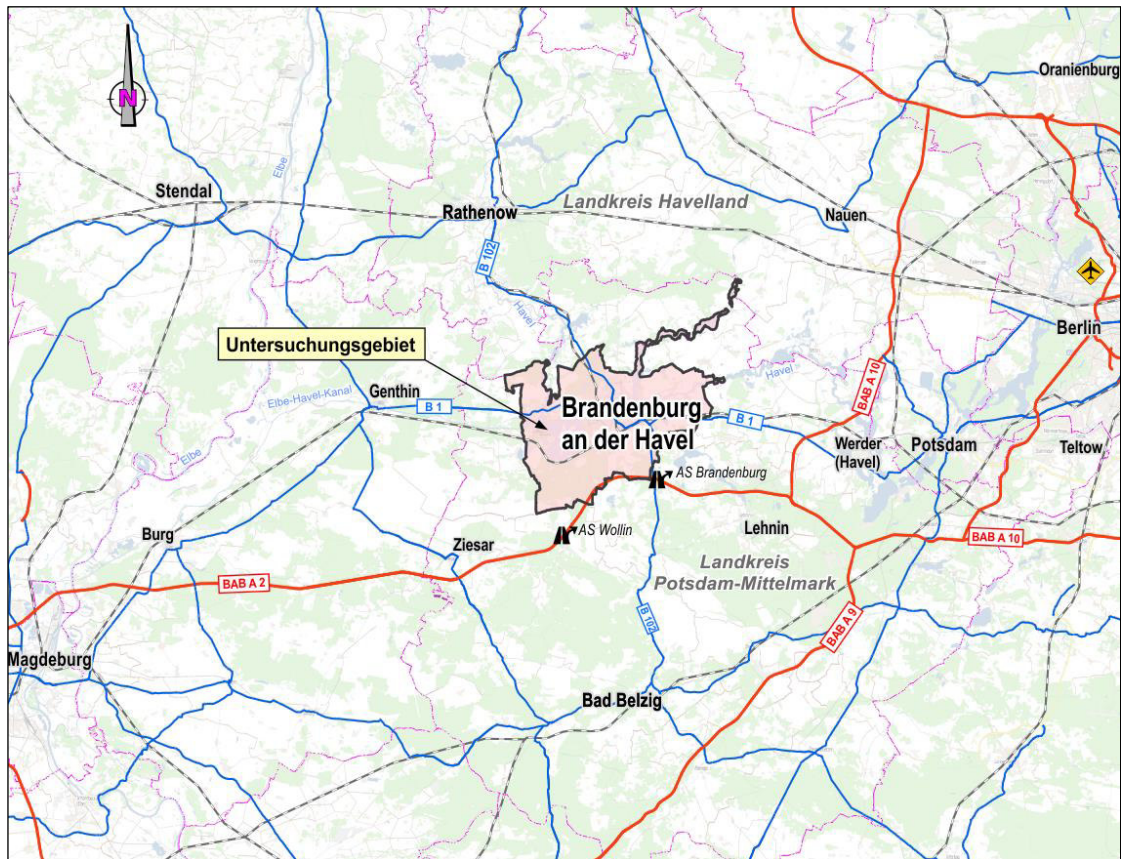 Oranienburg
N
Elbe
Stendal
Rathenow
Landkreis Havelland
Nauen
B 102
Havel
Berlin
Untersuchungsgebiet
Genthin
Elbe-Havel-Kanal
B 1
Brandenburg
an der Havel
Havel
B 1
BAB A 10
Werder
(Havel)
Potsdam
Teltow
Elbe
AS Brandenburg
Burg
Ziesar
AS Wollin
Lehnin
BAB A 10
Landkreis
Potsdam-Mittelmark
BAB A 2
B 102
BAB A 9
Magdeburg
Bad Belzig